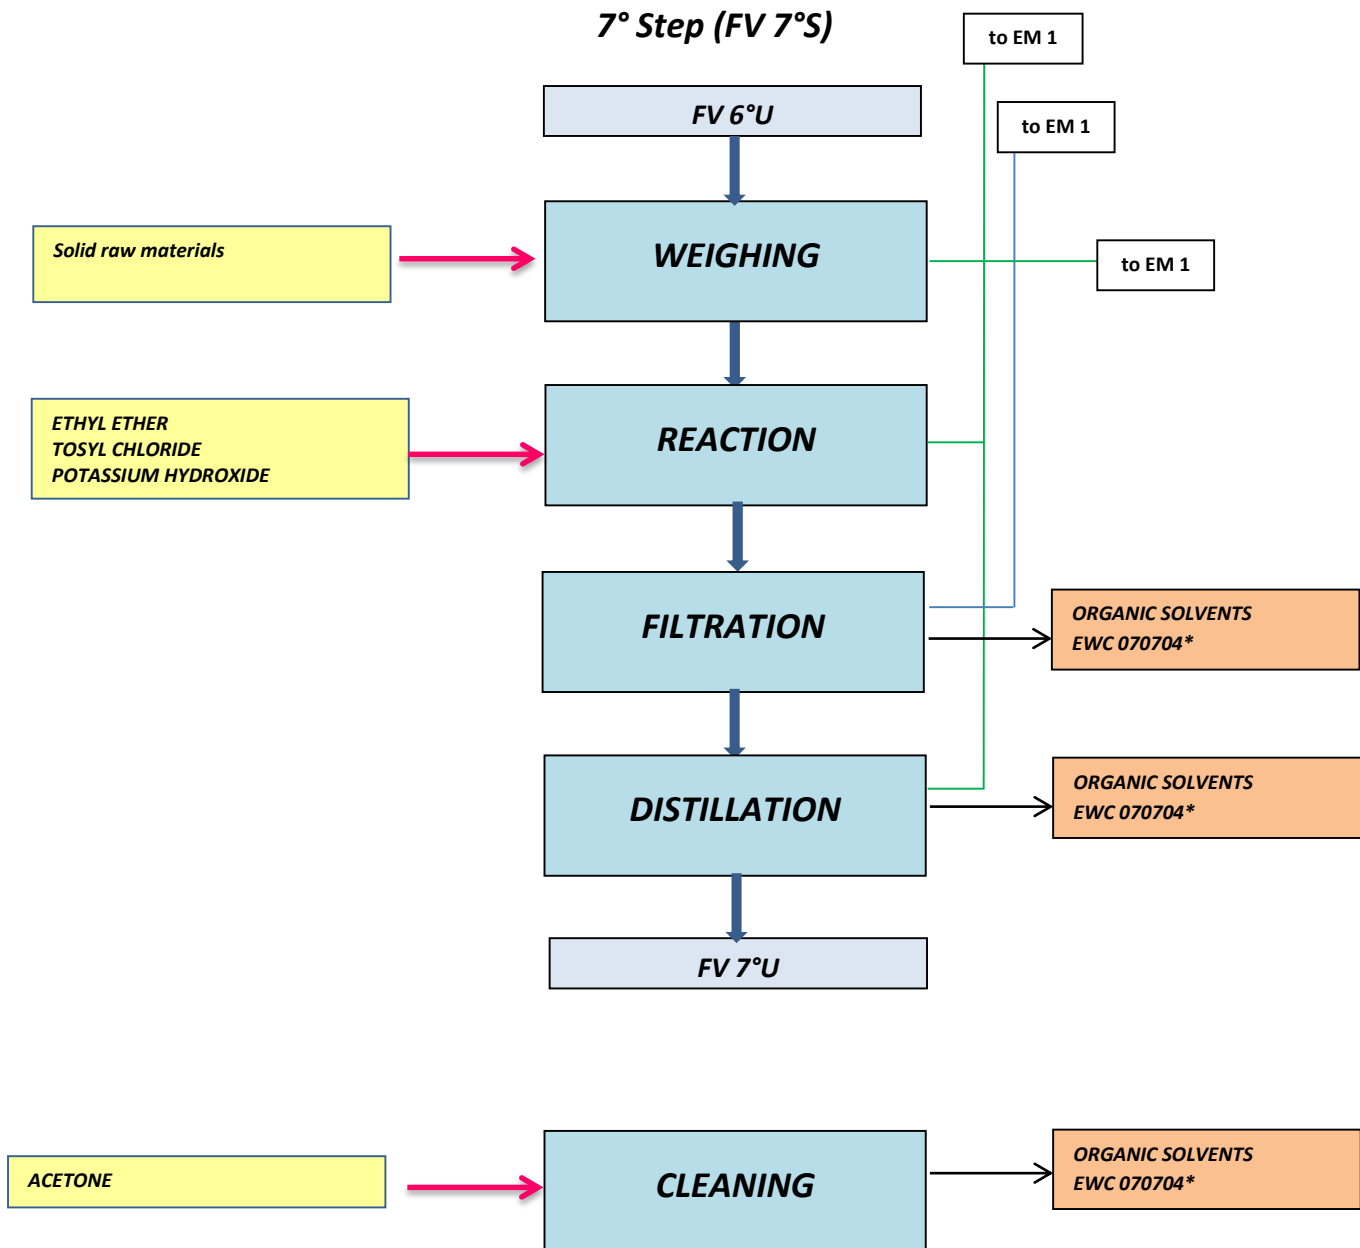 7° Step (FV 7°S)
to EM 1
FV 6°U
to EM 1
Solid raw materials
WEIGHING
to EM 1
ETHYL ETHER
TOSYL CHLORIDE
POTASSIUM HYDROXIDE
REACTION
FILTRATION
ORGANIC SOLVENTS
EWC 070704*
DISTILLATION
ORGANIC SOLVENTS
EWC 070704*
FV 7°U
ACETONE
CLEANING
ORGANIC SOLVENTS
EWC 070704*